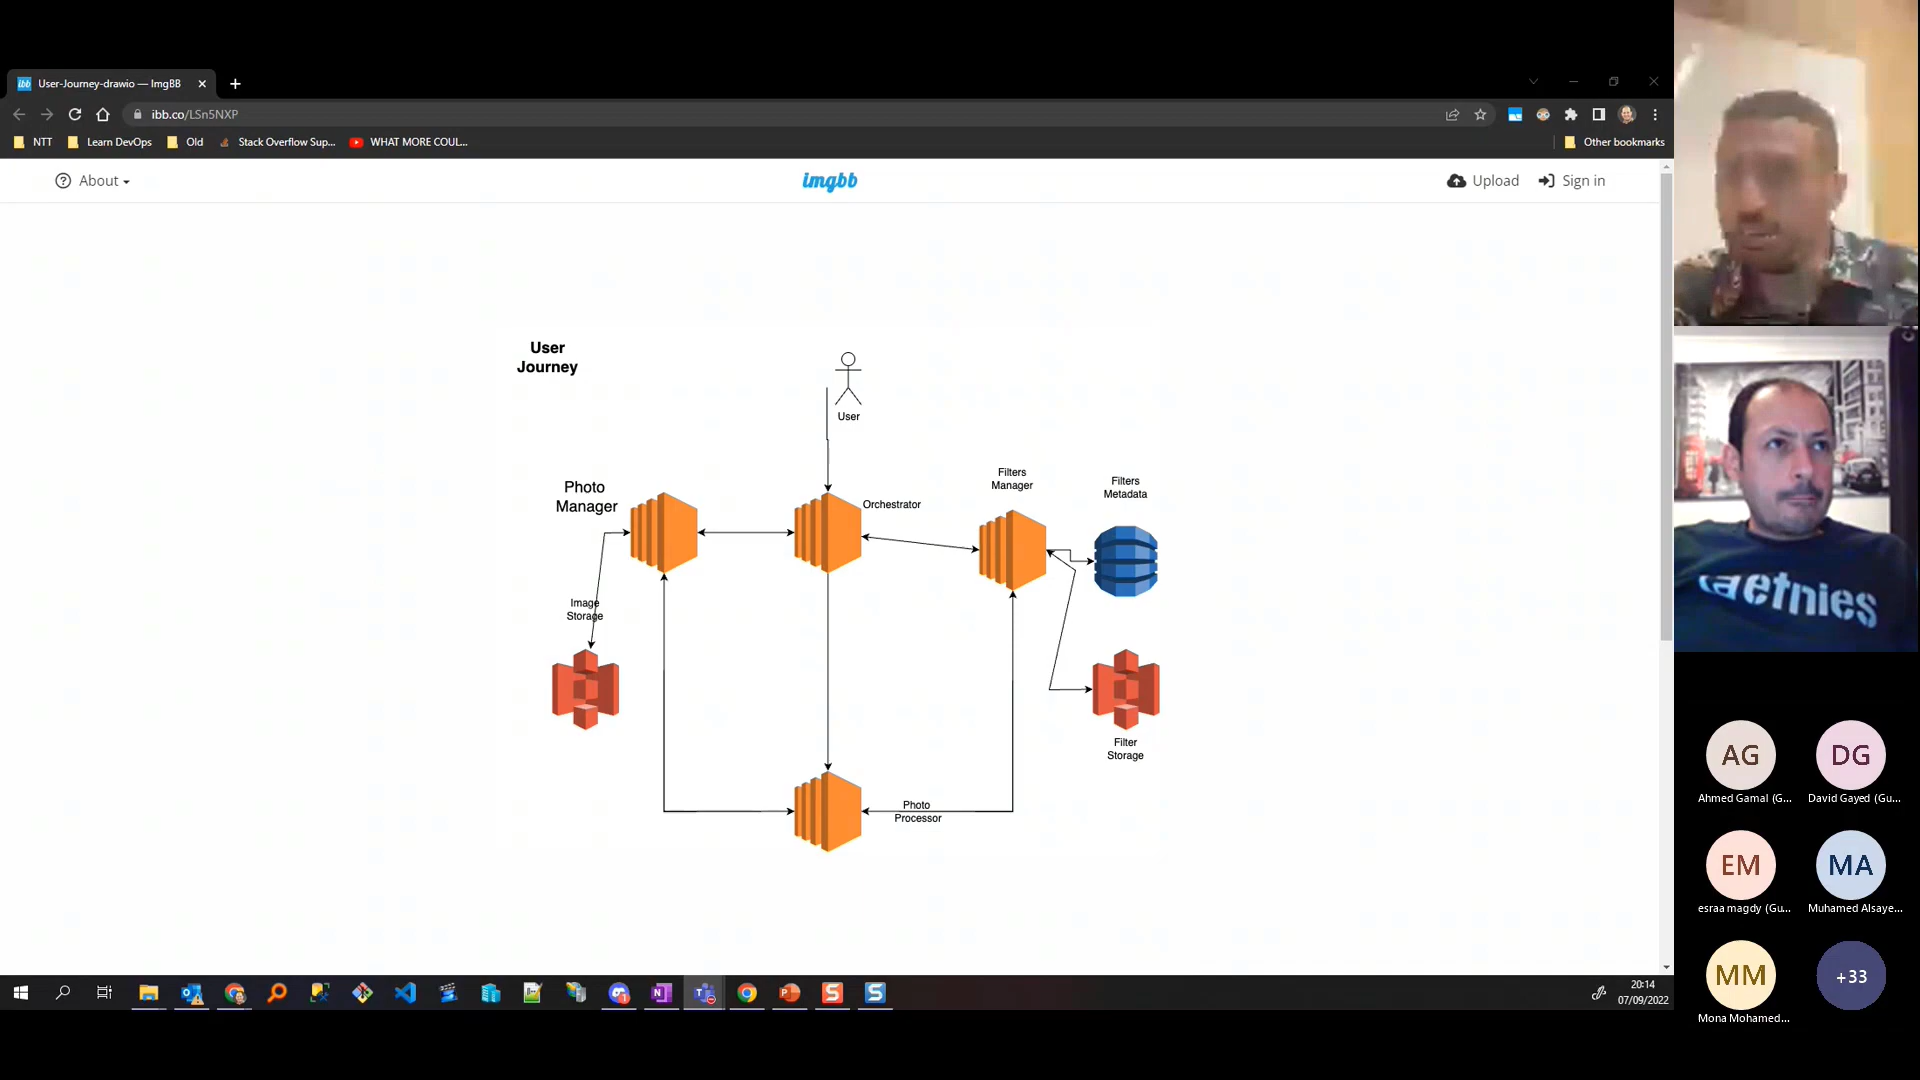 User-Journey-drawio — ImgBB
ibb.co/LSn5NXP
NTT
Learn DevOps
Old
Stack Overflow Sup...
WHAT MORE COUL...
Other bookmarks
About
imgbb
Upload
Sign in
User
Journey
User
Photo
Manager
Orchestrator
Filters
Manager
Filters
Metadata
Image
Storage
Filter
Storage
Photo
Processor
aetnies
AG
Ahmed Gamal (G...
DG
David Gayed (Gu...
EM
esraa magdy (Gu...
MA
Muhamed Alsaye...
MM
Mona Mohamed...
+33
20:14
07/09/2022